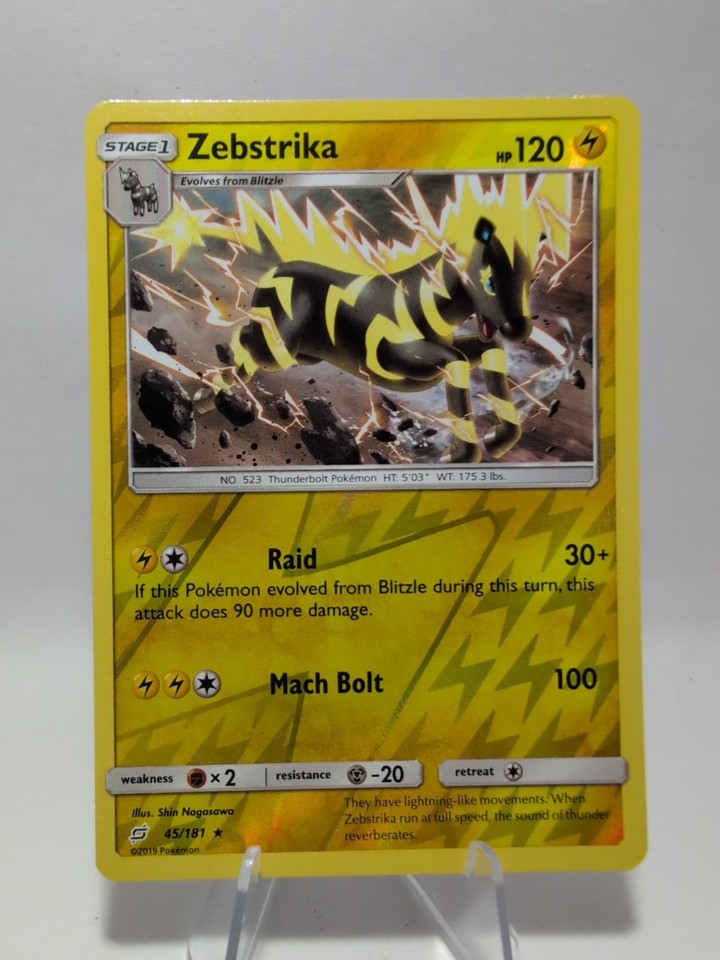 STAGE1 Zebstrika HP 120
Evolves from Blitzle
NO. 523 Thunderbolt Pokémon HT: 5'03" WT: 175.3 lbs.
Raid 30+
If this Pokémon evolved from Blitzle during this turn, this
attack does 90 more damage.
Mach Bolt 100
weakness ×2 resistance -20 retreat
Illus. Shin Nagasawa
45/181 ★
©2019 Pokémon
They have lightning-like movements. When
Zebstrika run at full speed, the sound of thunder
reverberates.